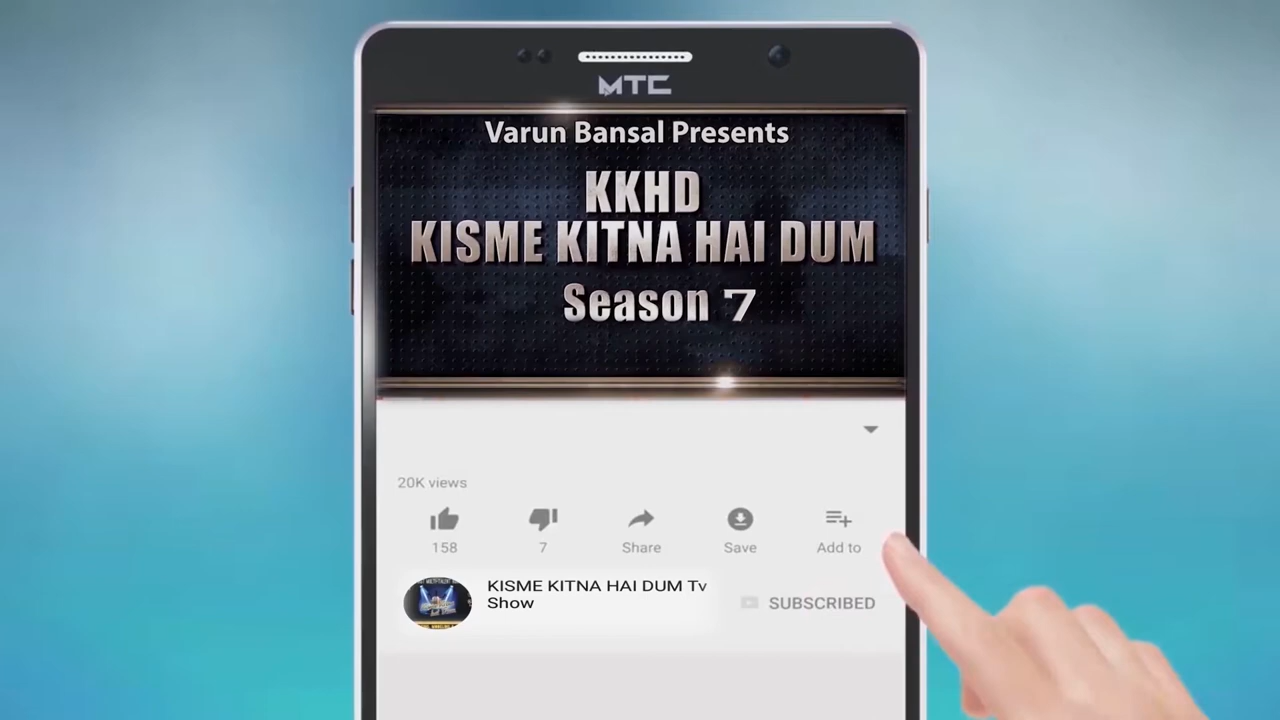 MTC
Varun Bansal Presents
KKHD
KISME KITNA HAI DUM
Season 7
20K views
158
7
Share
Save
Add to
KISME KITNA HAI DUM Tv
Show
SUBSCRIBED